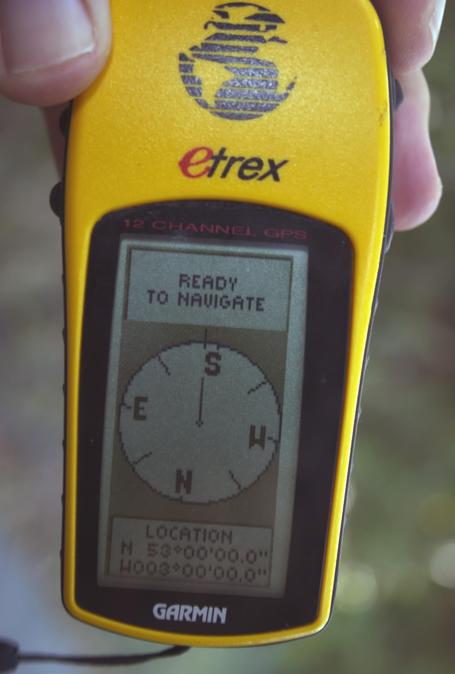 etrex
12 CHANNEL GPS
READY
TO NAVIGATE
S
E
W
N
LOCATION
N 53°00'00.0"
W003°00'00.0"
GARMIN